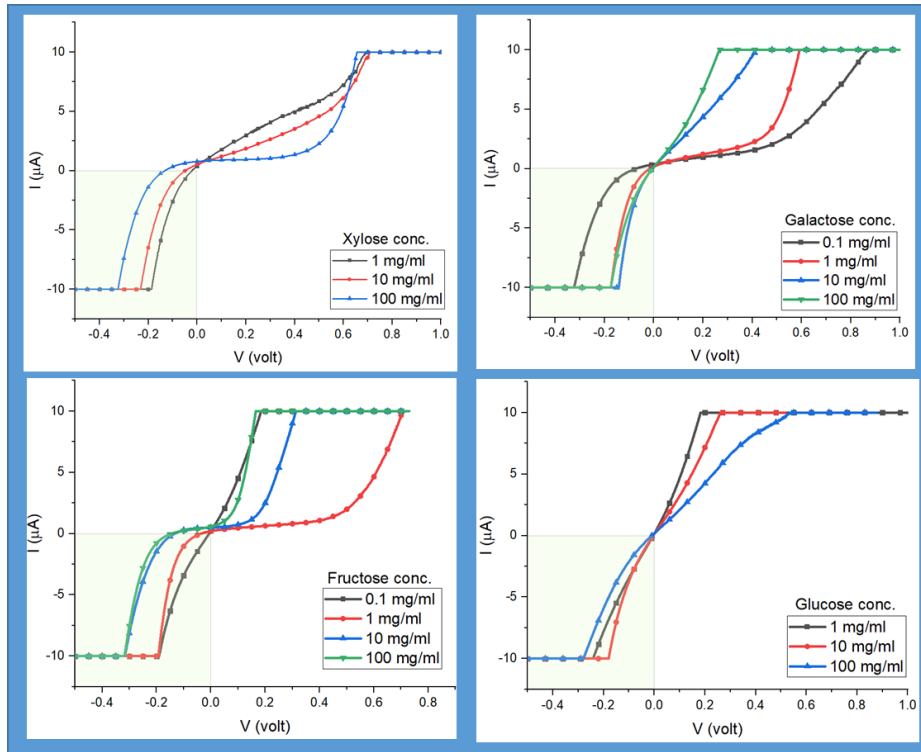 10
5
0
-5
-10
I (µA)
Xylose conc.
1 mg/ml
10 mg/ml
100 mg/ml
-0.4 -0.2 0.0 0.2 0.4 0.6 0.8 1.0
V (volt)
10
5
0
-5
-10
I (µA)
Galactose conc.
0.1 mg/ml
1 mg/ml
10 mg/ml
100 mg/ml
-0.4 -0.2 0.0 0.2 0.4 0.6 0.8 1.0
V (volt)
10
5
0
-5
-10
I (µA)
Fructose conc.
0.1 mg/ml
1 mg/ml
10 mg/ml
100 mg/ml
-0.4 -0.2 0.0 0.2 0.4 0.6 0.8
V (volt)
10
5
0
-5
-10
I (µA)
Glucose conc.
1 mg/ml
10 mg/ml
100 mg/ml
-0.4 -0.2 0.0 0.2 0.4 0.6 0.8 1.0
V (volt)